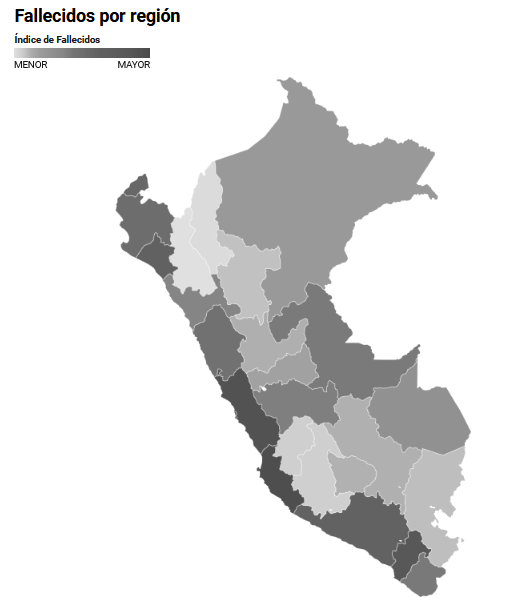 Fallecidos por región
Índice de Fallecidos
MENOR MAYOR